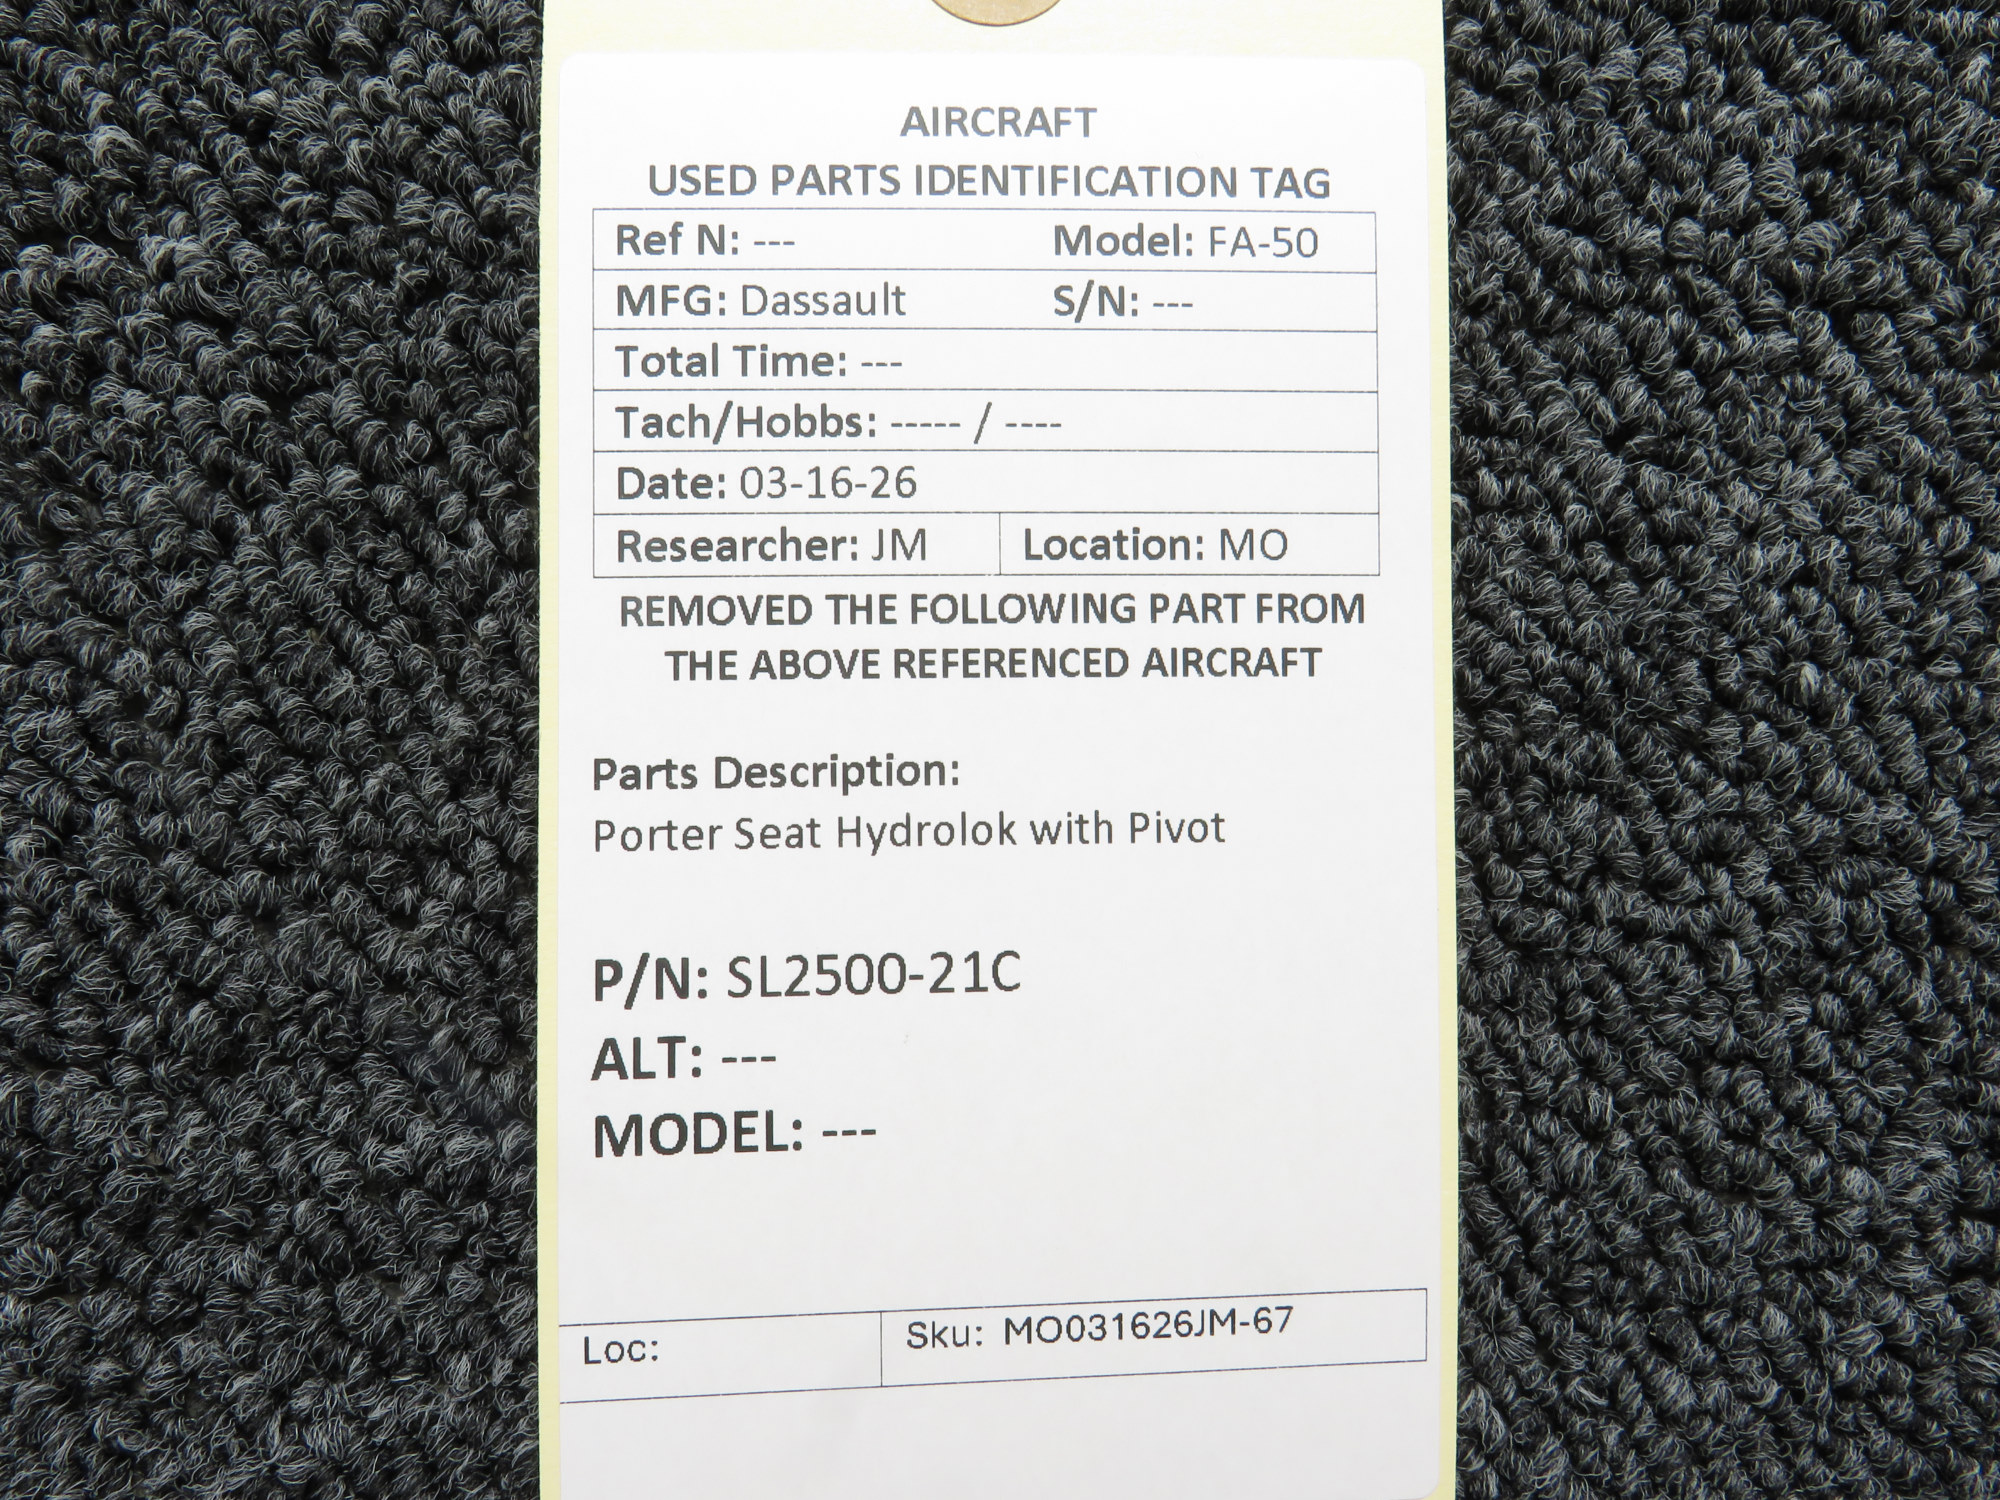 AIRCRAFT
USED PARTS IDENTIFICATION TAG
Ref N: --- Model: FA-50
MFG: Dassault S/N: ---
Total Time: ---
Tach/Hobbs: ----- / ----
Date: 03-16-26
Researcher: JM Location: MO
REMOVED THE FOLLOWING PART FROM
THE ABOVE REFERENCED AIRCRAFT
Parts Description:
Porter Seat Hydrolok with Pivot
P/N: SL2500-21C
ALT: ---
MODEL: ---
Loc: Sku: MO031626JM-67